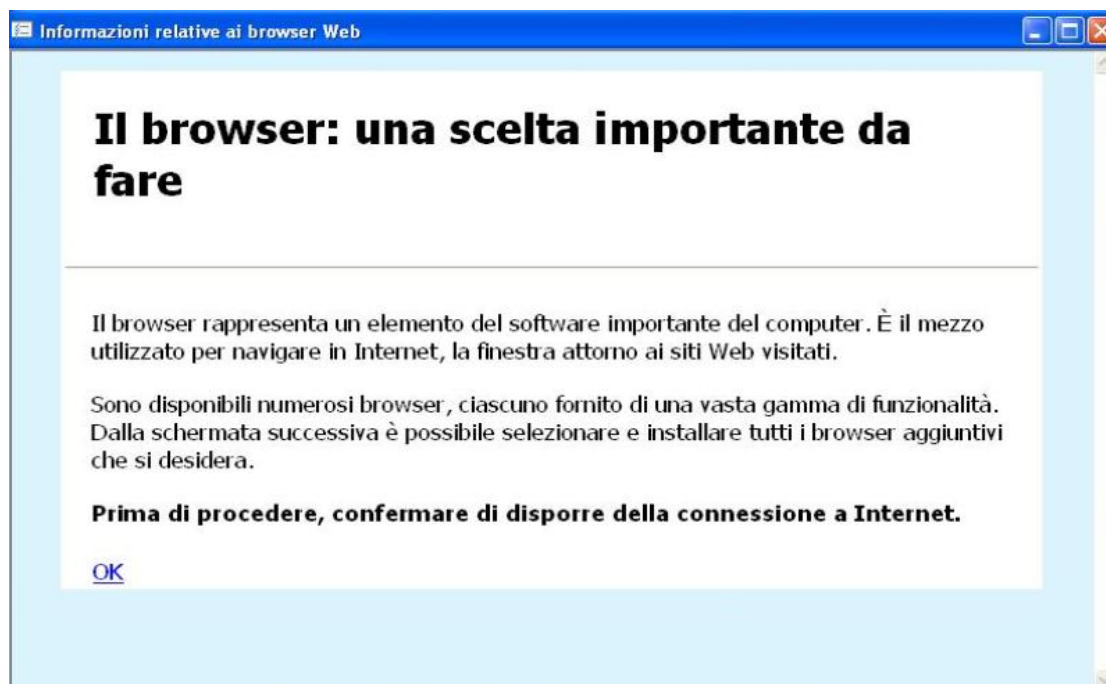 Informazioni relative ai browser Web
Il browser: una scelta importante da
fare
Il browser rappresenta un elemento del software importante del computer. È il mezzo
utilizzato per navigare in Internet, la finestra attorno ai siti Web visitati.
Sono disponibili numerosi browser, ciascuno fornito di una vasta gamma di funzionalità.
Dalla schermata successiva è possibile selezionare e installare tutti i browser aggiuntivi
che si desidera.
Prima di procedere, confermare di disporre della connessione a Internet.
OK